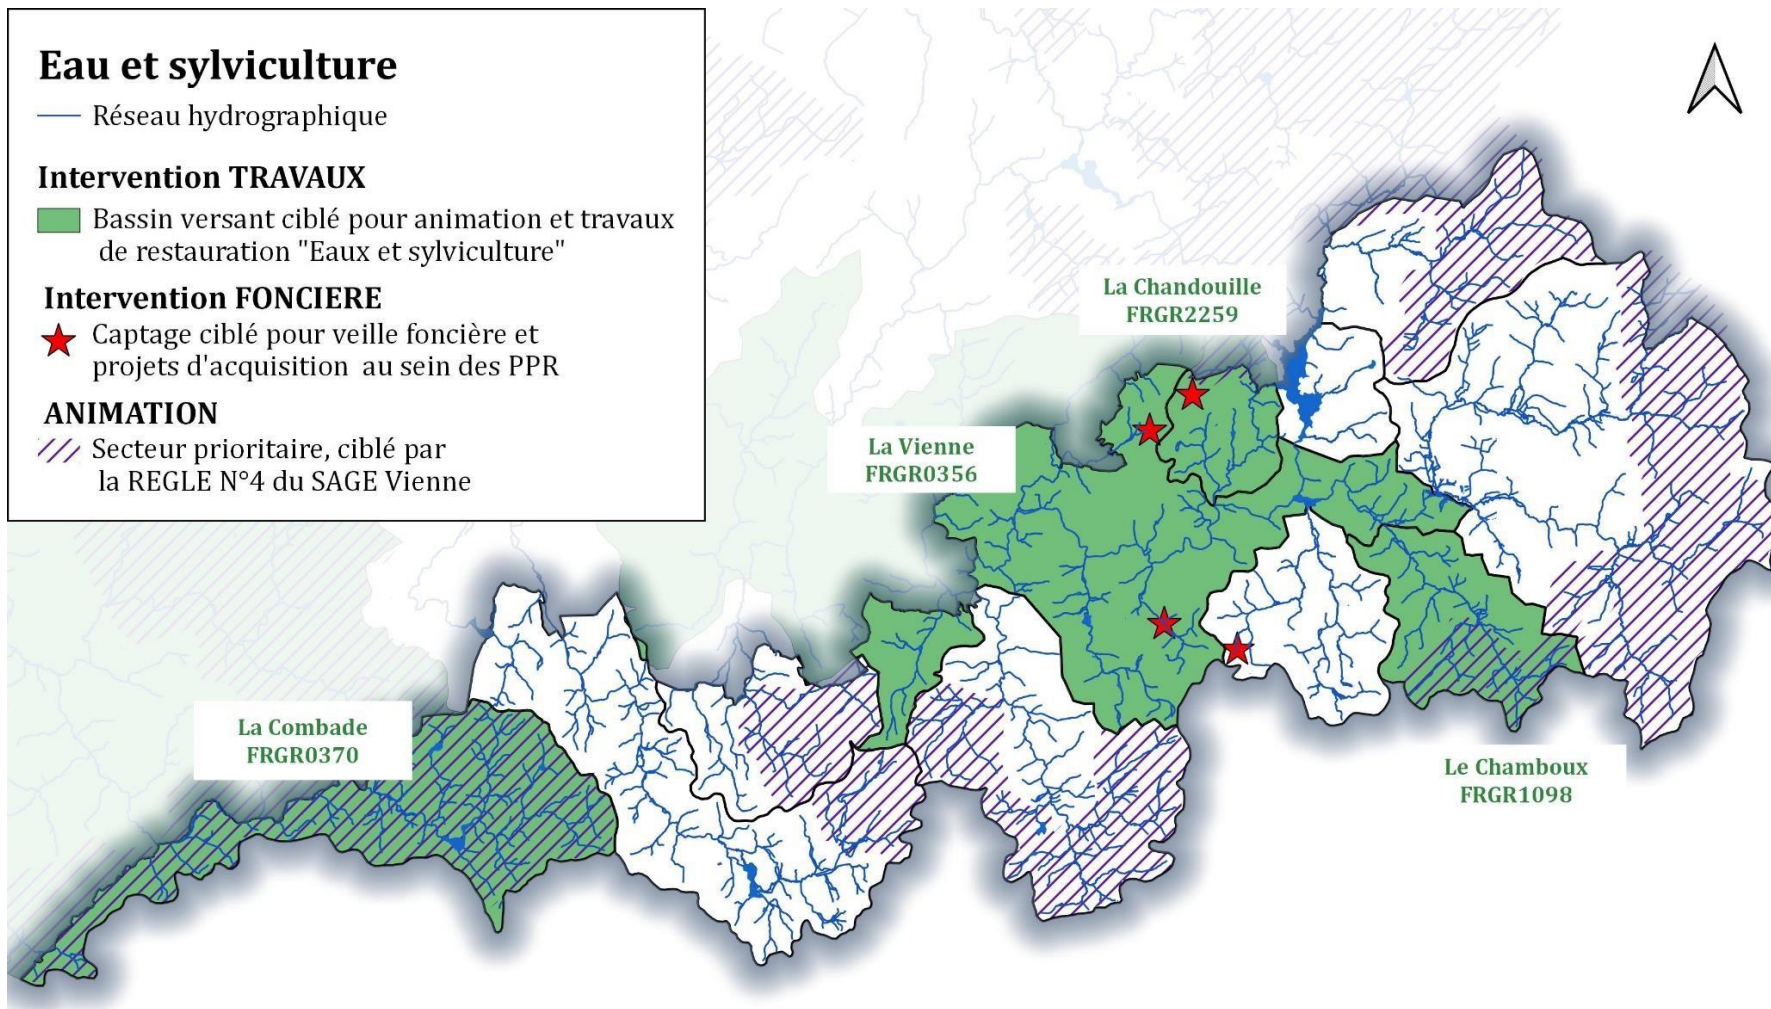 Eau et sylviculture
Réseau hydrographique
Intervention TRAVAUX
Bassin versant ciblé pour animation et travaux
de restauration "Eaux et sylviculture"
Intervention FONCIERE
Captage ciblé pour veille foncière et
projets d'acquisition au sein des PPR
ANIMATION
Secteur prioritaire, ciblé par
la REGLE N°4 du SAGE Vienne
La Chandouille
FRGR2259
La Vienne
FRGR0356
La Combade
FRGR0370
Le Chamboux
FRGR1098